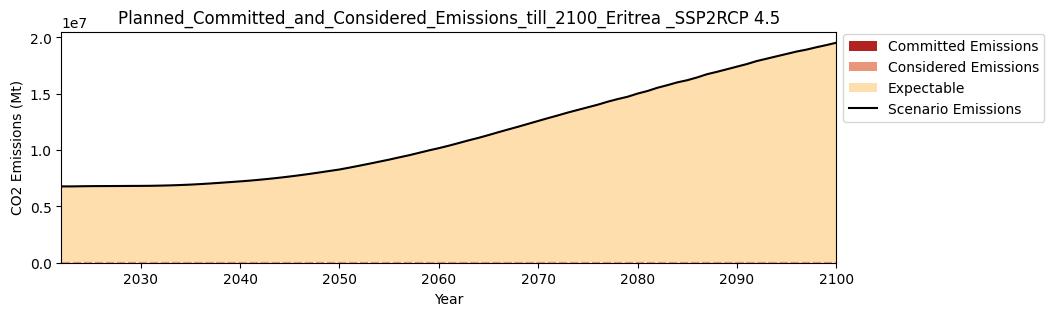 Planned_Committed_and_Considered_Emissions_till_2100_Eritrea _SSP2RCP 4.5
1e7
2.0
1.5
1.0
0.5
0.0
CO2 Emissions (Mt)
2030 2040 2050 2060 2070 2080 2090 2100
Year
Committed Emissions
Considered Emissions
Expectable
Scenario Emissions